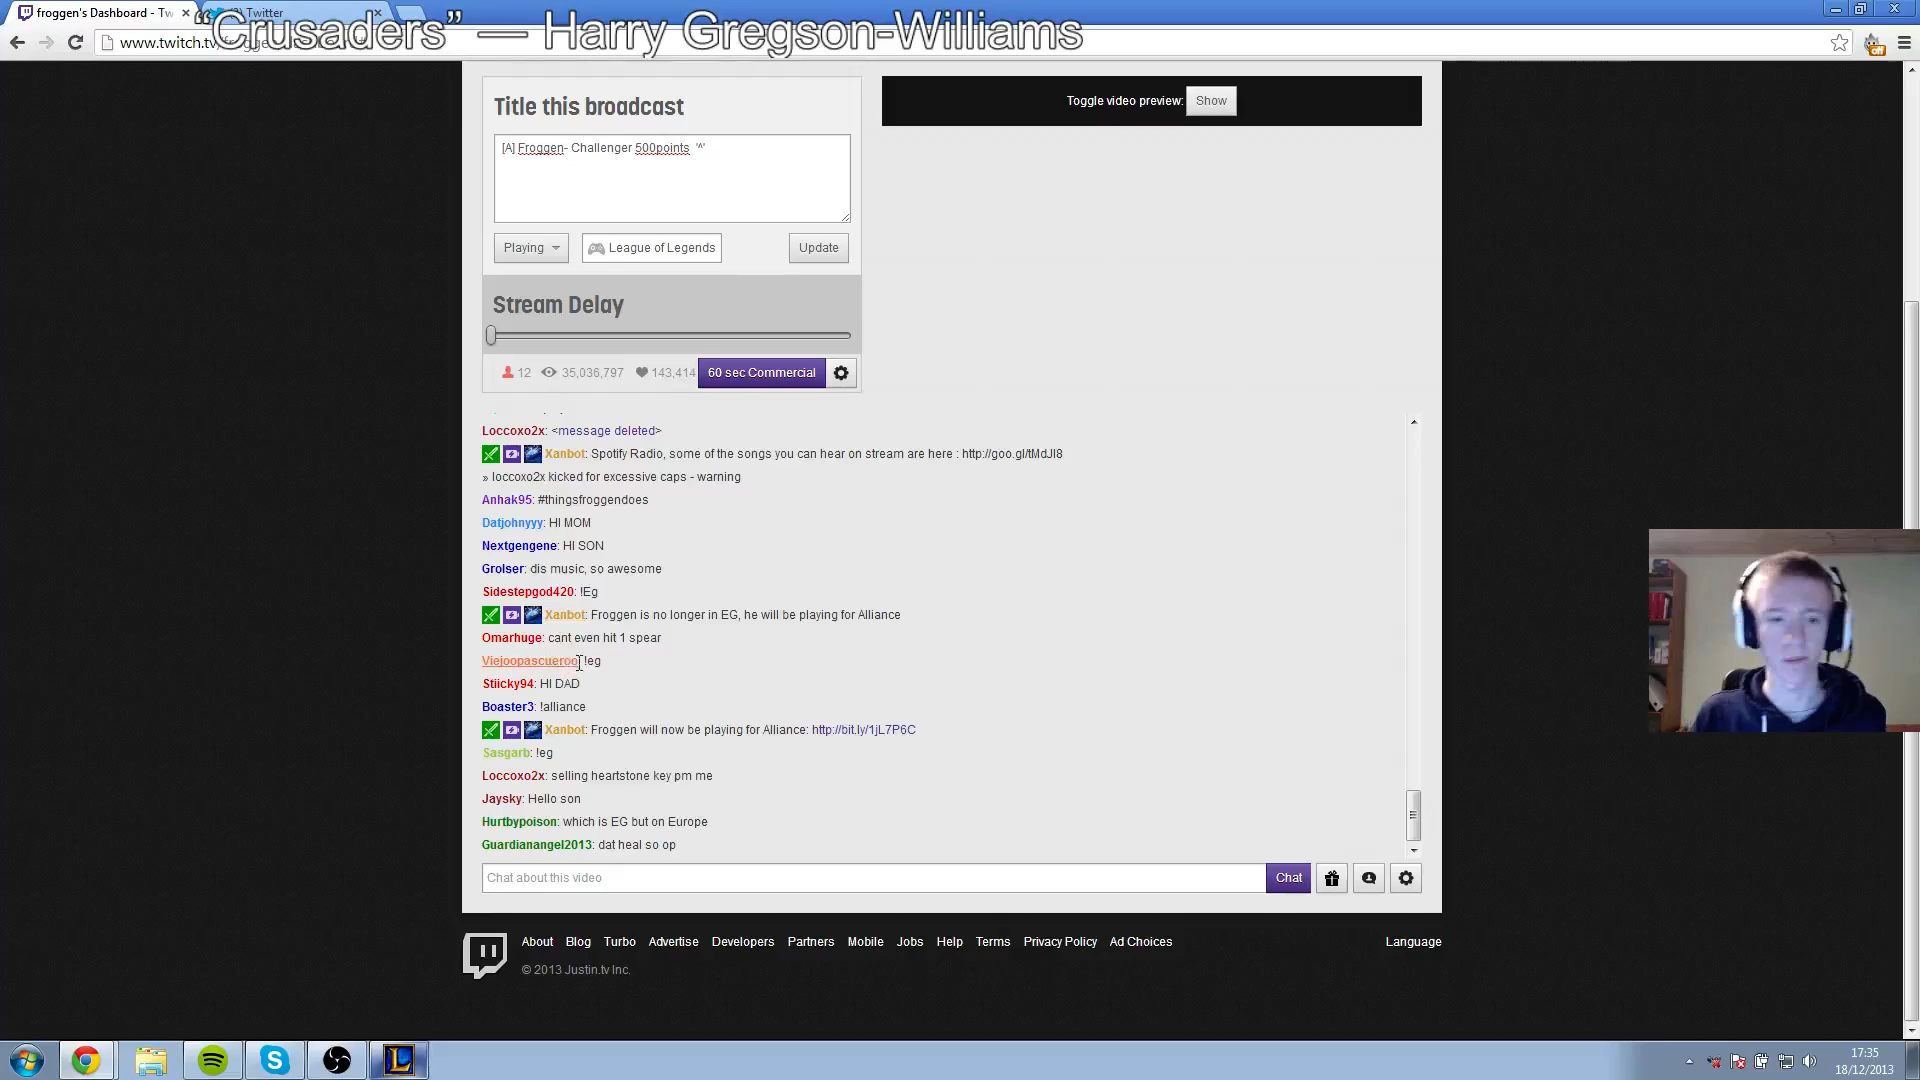 froggen's Dashboard - Tw
Twitter
"Crusaders" — Harry Gregson-Williams
www.twitch.tv/
Title this broadcast
Toggle video preview: Show
[A] Froggen- Challenger 500points '^'
Playing
League of Legends
Update
Stream Delay
12
35,036,797
143,414
60 sec Commercial
Loccoxo2x: <message deleted>
Xanbot: Spotify Radio, some of the songs you can hear on stream are here : http://goo.gl/tMdJI8
» loccoxo2x kicked for excessive caps - warning
Anhak95: #thingsfroggendoes
Datjohnyyy: HI MOM
Nextgengene: HI SON
Grolser: dis music, so awesome
Sidestepgod420: !Eg
Xanbot: Froggen is no longer in EG, he will be playing for Alliance
Omarhuge: cant even hit 1 spear
Viejoopascueroo: !eg
Stiicky94: HI DAD
Boaster3: !alliance
Xanbot: Froggen will now be playing for Alliance: http://bit.ly/1jL7P6C
Sasgarb: !eg
Loccoxo2x: selling heartstone key pm me
Jaysky: Hello son
Hurtbypoison: which is EG but on Europe
Guardianangel2013: dat heal so op
Chat about this video
Chat
About Blog Turbo Advertise Developers Partners Mobile Jobs Help Terms Privacy Policy Ad Choices
Language
© 2013 Justin.tv Inc.
17:35
18/12/2013